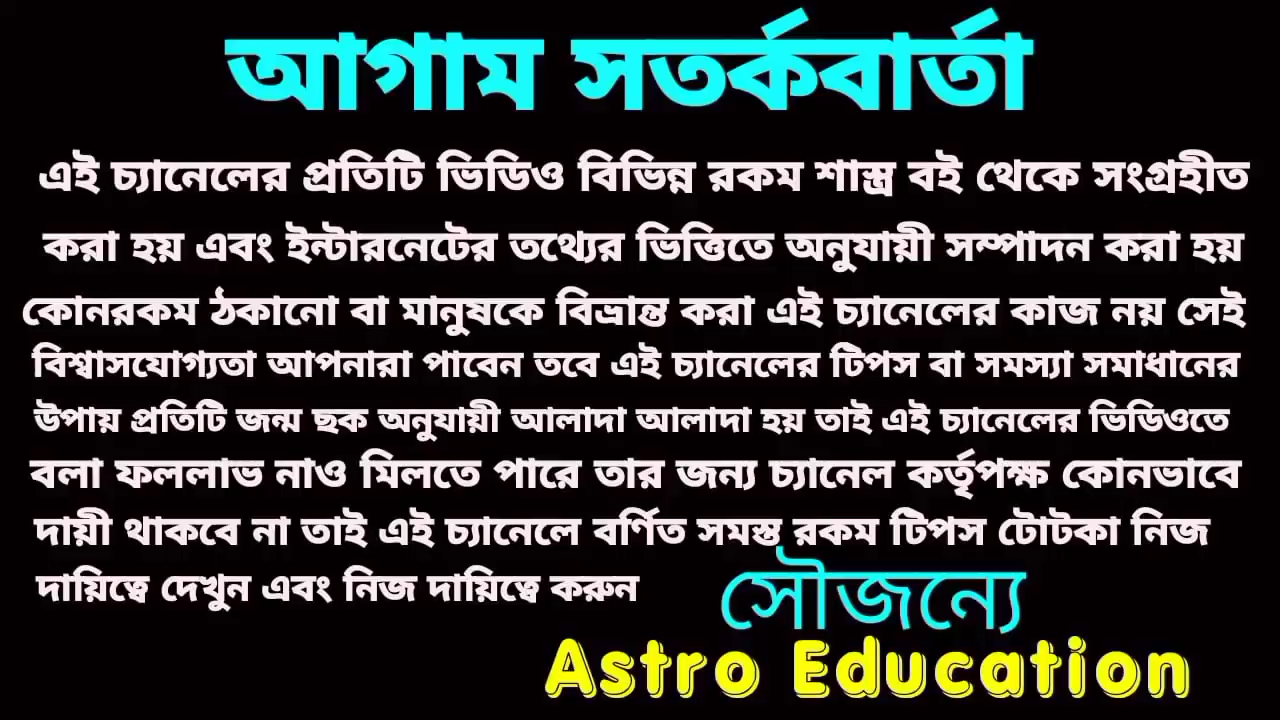 আগাম সতর্কবার্তা
এই চ্যানেলের প্রতিটি ভিডিও বিভিন্ন রকম শাস্ত্র বই থেকে সংগ্রহীত
করা হয় এবং ইন্টারনেটের তথ্যের ভিত্তিতে অনুযায়ী সম্পাদন করা হয়
কোনরকম ঠকানো বা মানুষকে বিভ্রান্ত করা এই চ্যানেলের কাজ নয় সেই
বিশ্বাসযোগ্যতা আপনারা পাবেন তবে এই চ্যানেলের টিপস বা সমস্যা সমাধানের
উপায় প্রতিটি জন্ম ছক অনুযায়ী আলাদা আলাদা হয় তাই এই চ্যানেলের ভিডিওতে
বলা ফললাভ নাও মিলতে পারে তার জন্য চ্যানেল কর্তৃপক্ষ কোনভাবে
দায়ী থাকবে না তাই এই চ্যানেলে বর্ণিত সমস্ত রকম টিপস টোটকা নিজ
দায়িত্বে দেখুন এবং নিজ দায়িত্বে করুন
সৌজন্যে
Astro Education